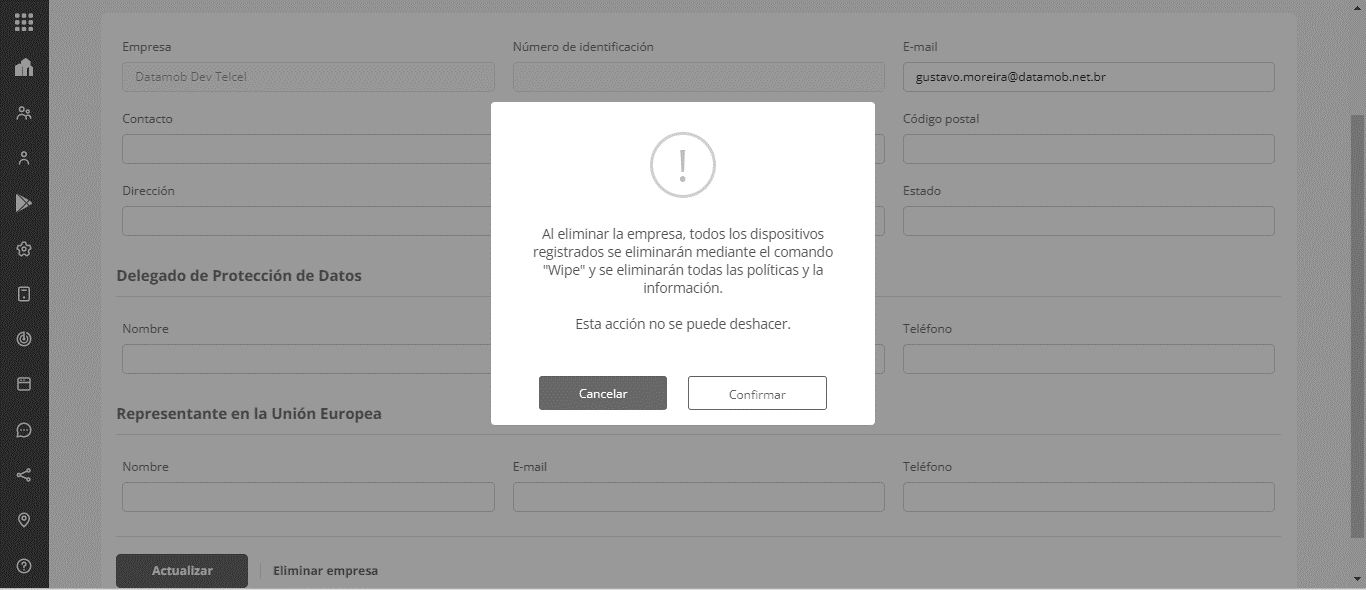 Empresa
Número de identificación
E-mail
Datamob Dev Telcel
gustavo.moreira@datamob.net.br
Contacto
Código postal
Dirección
Estado
Al eliminar la empresa, todos los dispositivos
registrados se eliminarán mediante el comando
"Wipe" y se eliminarán todas las políticas y la
información.
Esta acción no se puede deshacer.
Cancelar
Confirmar
Delegado de Protección de Datos
Nombre
Teléfono
Representante en la Unión Europea
Nombre
E-mail
Teléfono
Actualizar
Eliminar empresa